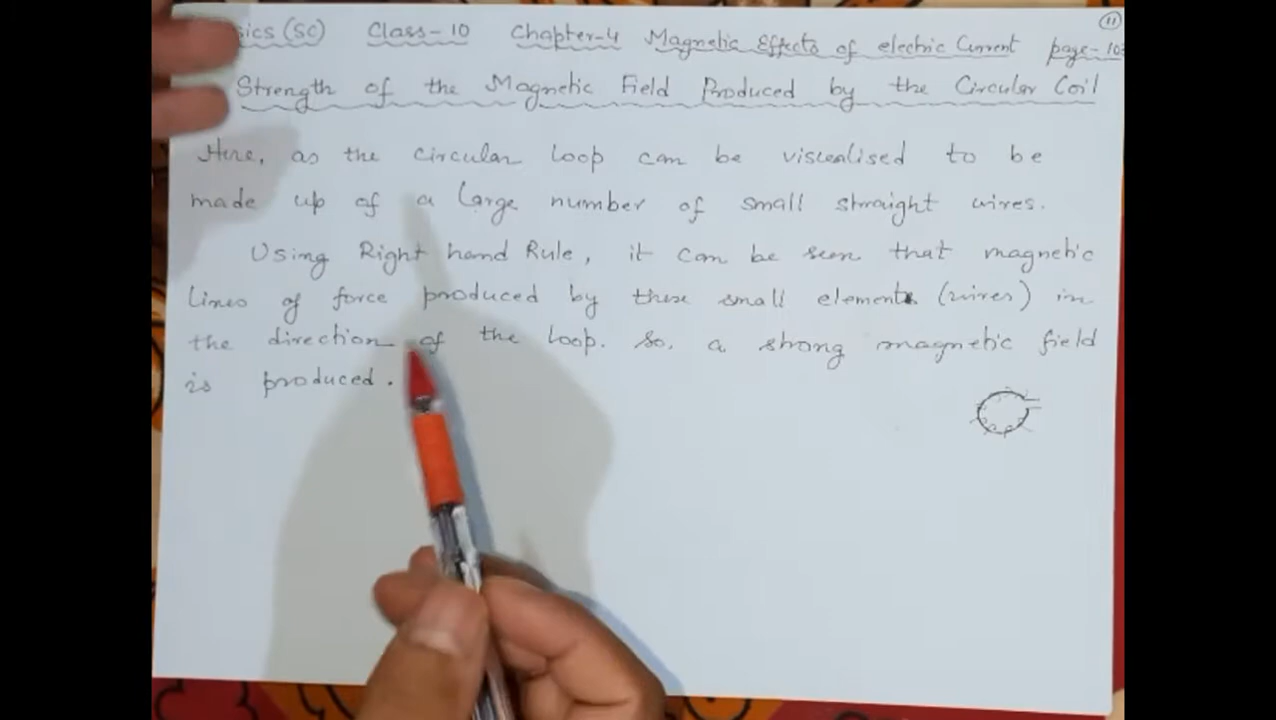 11
sics (SC) Class-10 Chapter-4 Magnetic Effects of electric Current page-10
Strength of the Magnetic Field Produced by the Circular Coil
Here, as the circular loop can be viscealised to be
made up of a large number of small straight wires.
Using Right hand Rule, it can be seen that magnetic
lines of force produced by these small elements (wires) in
the direction of the loop. So, a strong magnetic field
is produced.